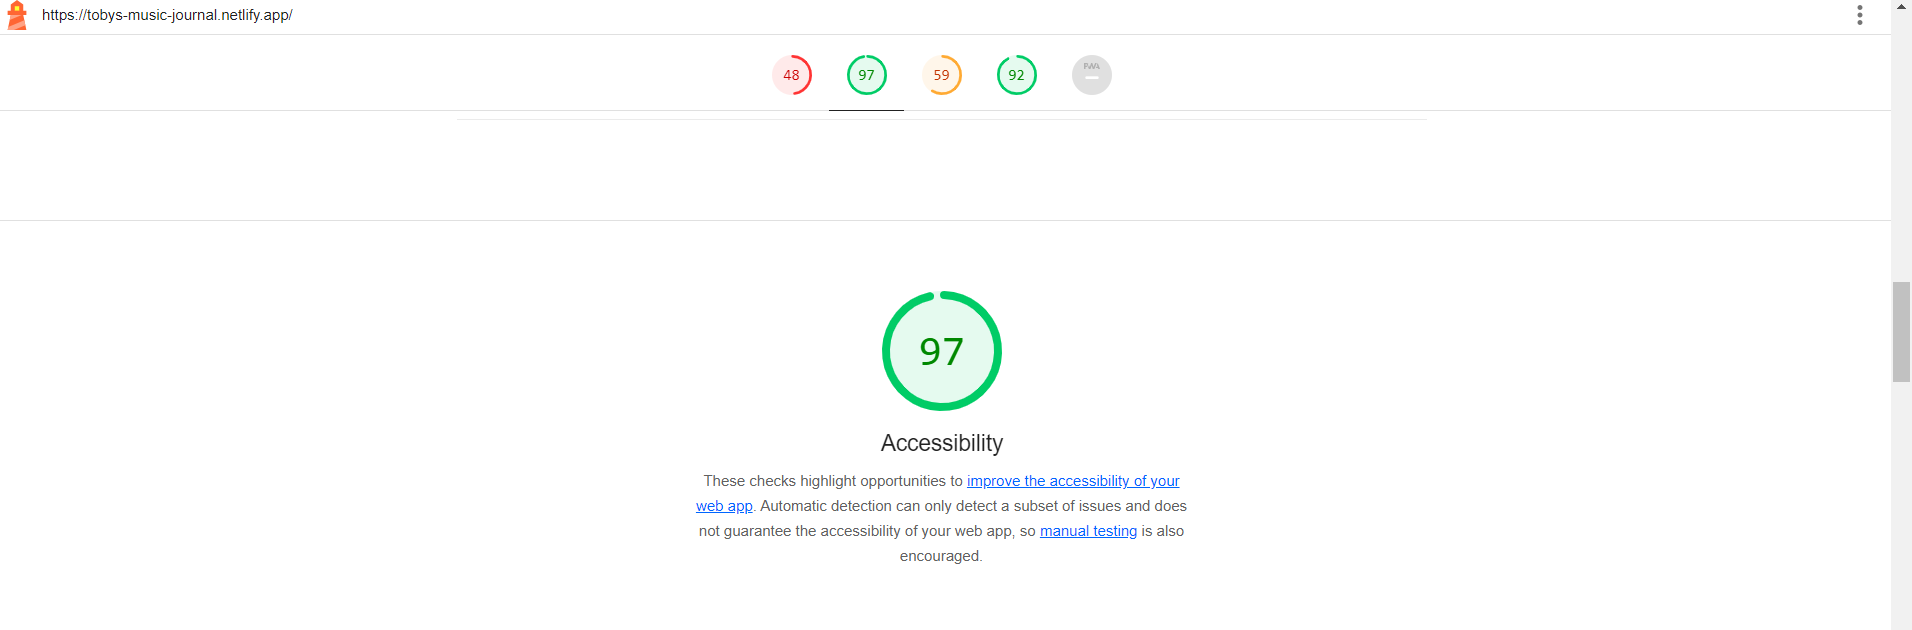 https://tobys-music-journal.netlify.app/
48 97 59 92 PWA
97
Accessibility
These checks highlight opportunities to improve the accessibility of your
web app. Automatic detection can only detect a subset of issues and does
not guarantee the accessibility of your web app, so manual testing is also
encouraged.